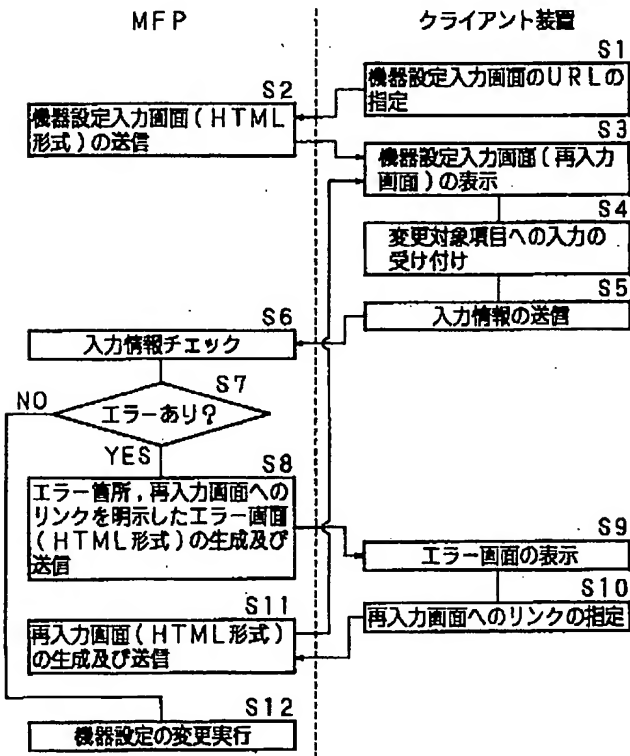 MFP
クライアント装置
S1
機器設定入力画面のURLの
指定
S2
機器設定入力画面(HTML
形式)の送信
S3
機器設定入力画面(再入力
画面)の表示
S4
変更対象項目への入力の
受け付け
S5
入力情報の送信
S6
入力情報チェック
S7
エラーあり?
NO
YES
S8
エラー箇所,再入力画面への
リンクを明示したエラー画面
(HTML形式)の生成及び
送信
S9
エラー画面の表示
S10
再入力画面へのリンクの指定
S11
再入力画面(HTML形式)
の生成及び送信
S12
機器設定の変更実行